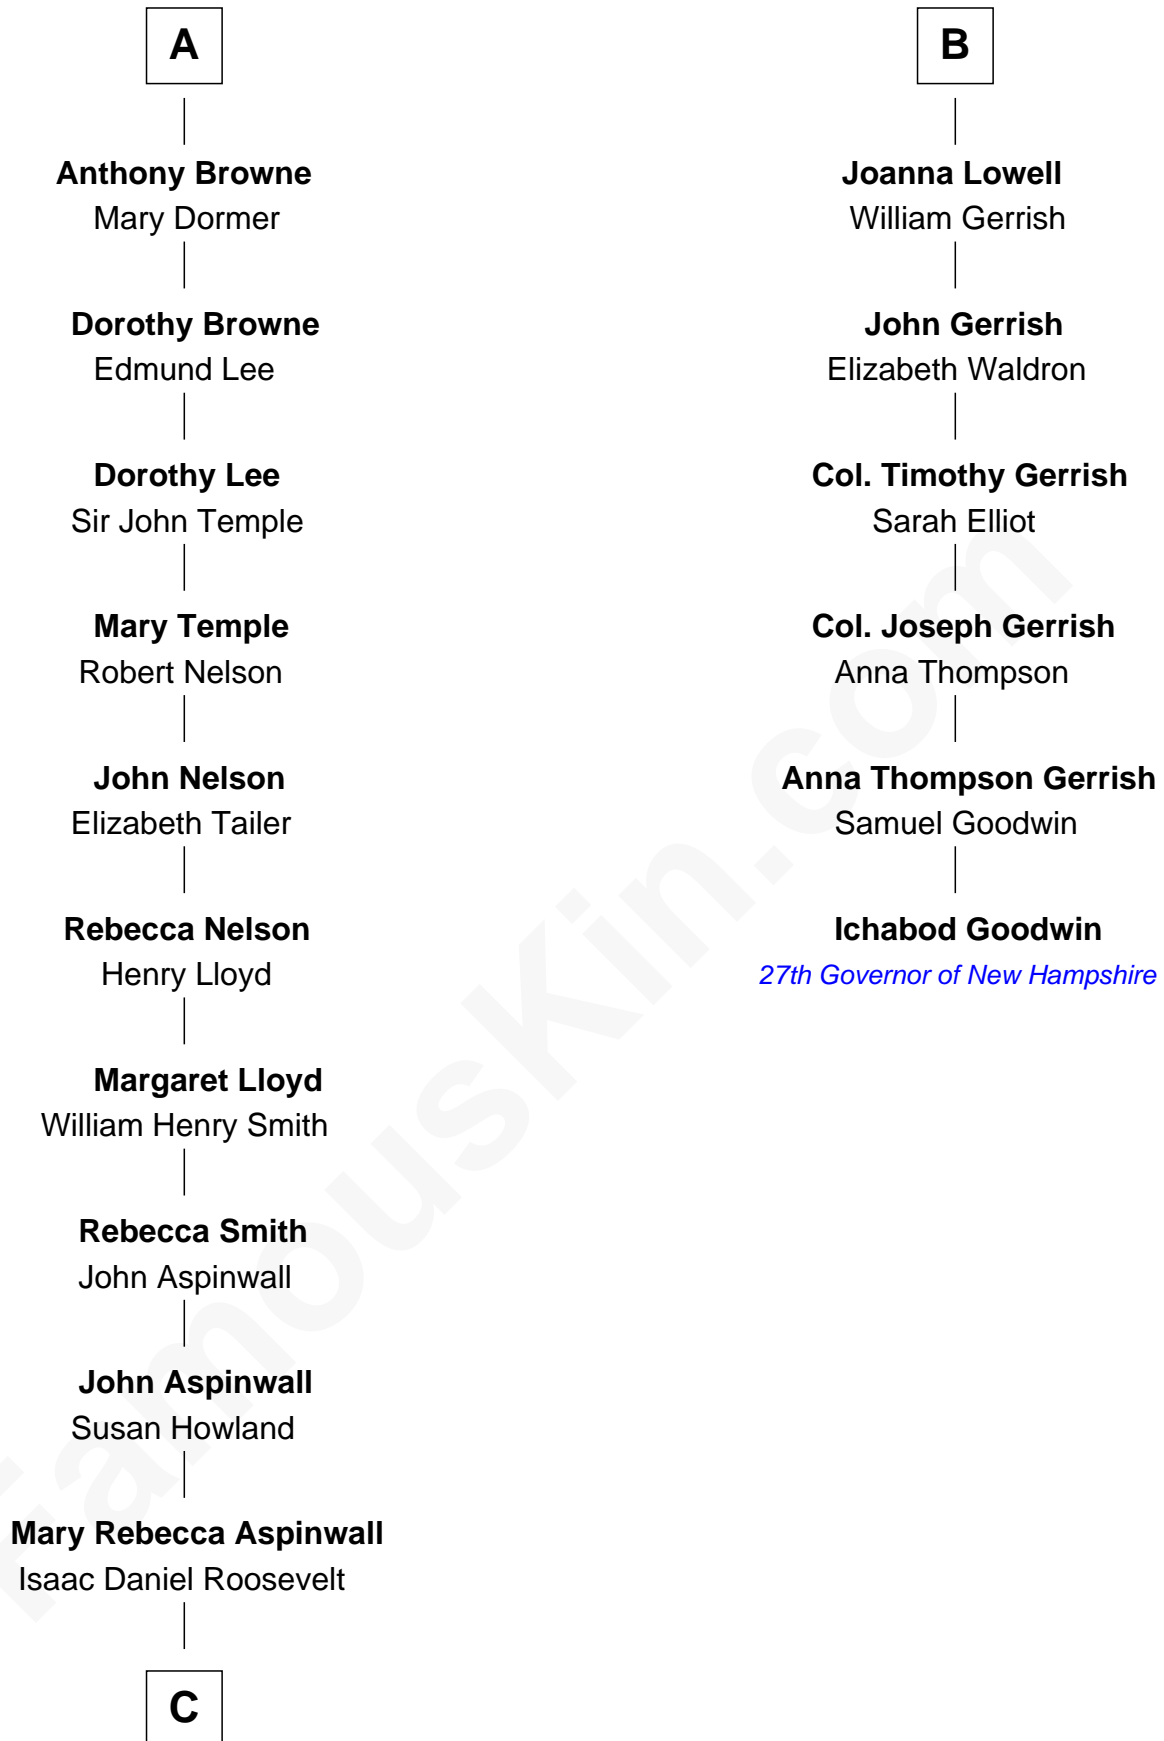 A
Anthony Browne
Mary Dormer
Dorothy Browne
Edmund Lee
Dorothy Lee
Sir John Temple
Mary Temple
Robert Nelson
John Nelson
Elizabeth Tailer
Rebecca Nelson
Henry Lloyd
Margaret Lloyd
William Henry Smith
Rebecca Smith
John Aspinwall
John Aspinwall
Susan Howland
Mary Rebecca Aspinwall
Isaac Daniel Roosevelt
C
B
Joanna Lowell
William Gerrish
John Gerrish
Elizabeth Waldron
Col. Timothy Gerrish
Sarah Elliot
Col. Joseph Gerrish
Anna Thompson
Anna Thompson Gerrish
Samuel Goodwin
Ichabod Goodwin
27th Governor of New Hampshire
FamousKin.com